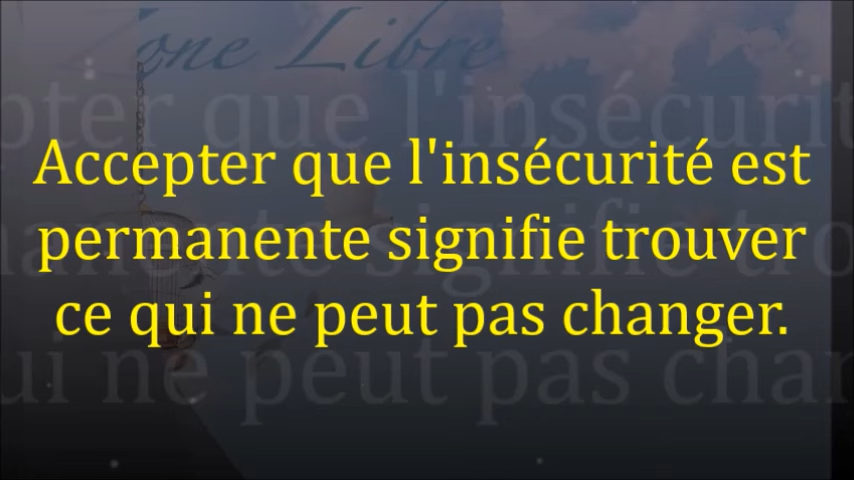 Zone Libre
Accepter que l'insécurité est
permanente signifie trouver
ce qui ne peut pas changer.